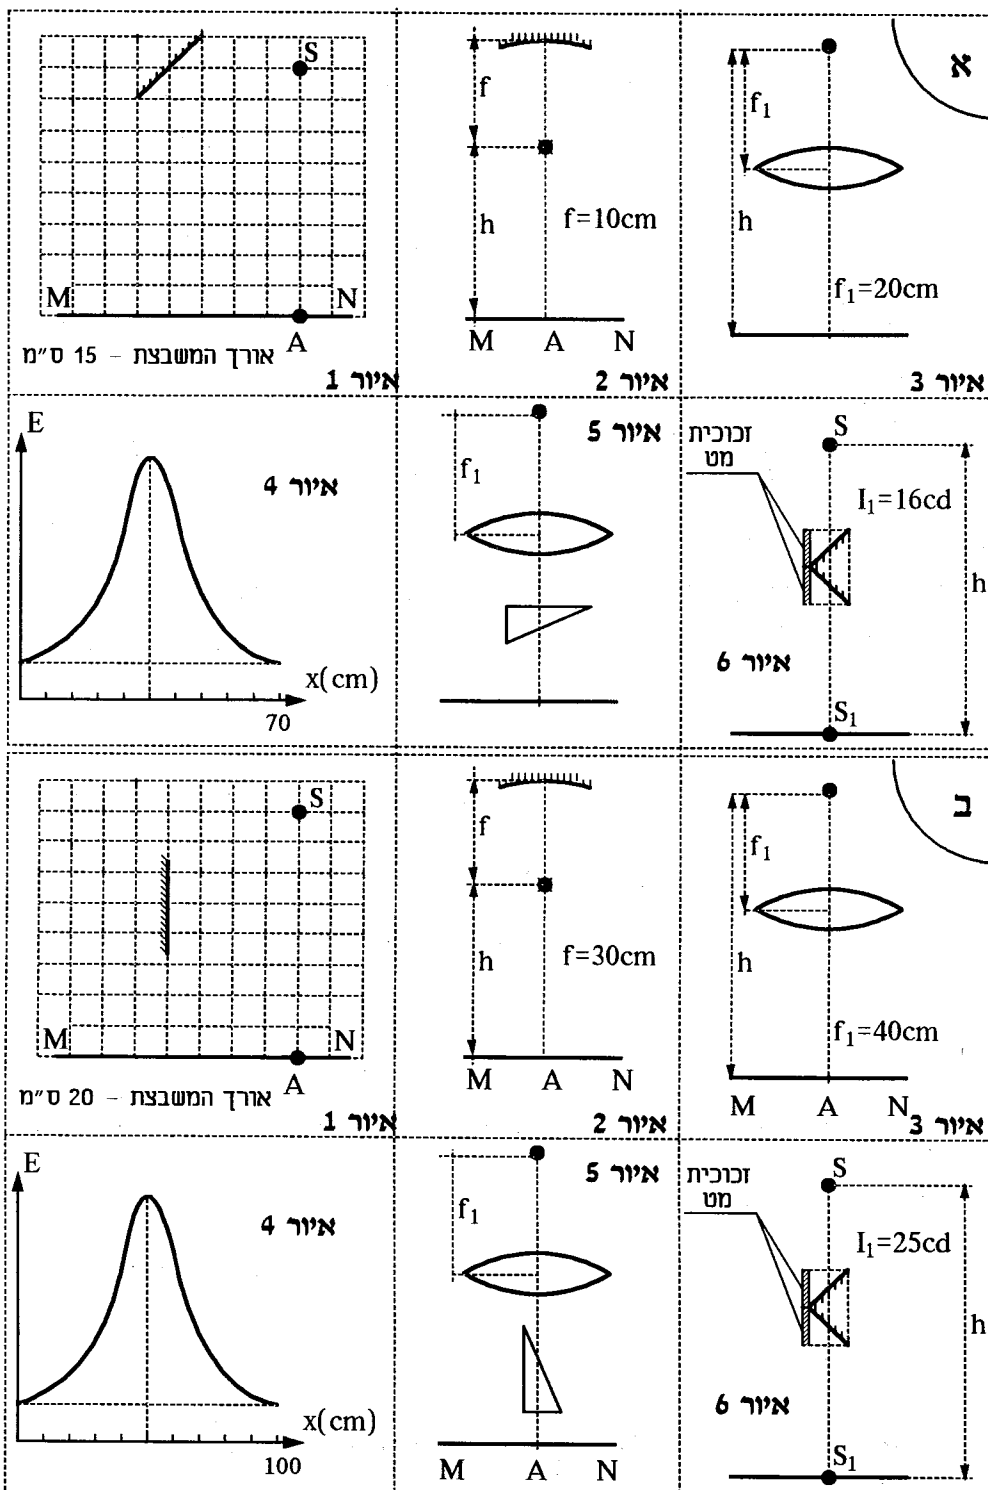 א
S
M
N
A
אורך המשבצת - 15 ס"מ
איור 1
f
h
f=10cm
M A N
איור 2
f₁
h
f₁=20cm
איור 3
E
איור 4
x(cm)
70
איור 5
f₁
זכוכית
מט
S
I₁=16cd
h
איור 6
S₁
ב
S
M
N
A
אורך המשבצת - 20 ס"מ
איור 1
f
h
f=30cm
M A N
איור 2
f₁
h
f₁=40cm
M A N
איור 3
E
איור 4
x(cm)
100
איור 5
f₁
M A N
זכוכית
מט
S
I₁=25cd
h
איור 6
S₁